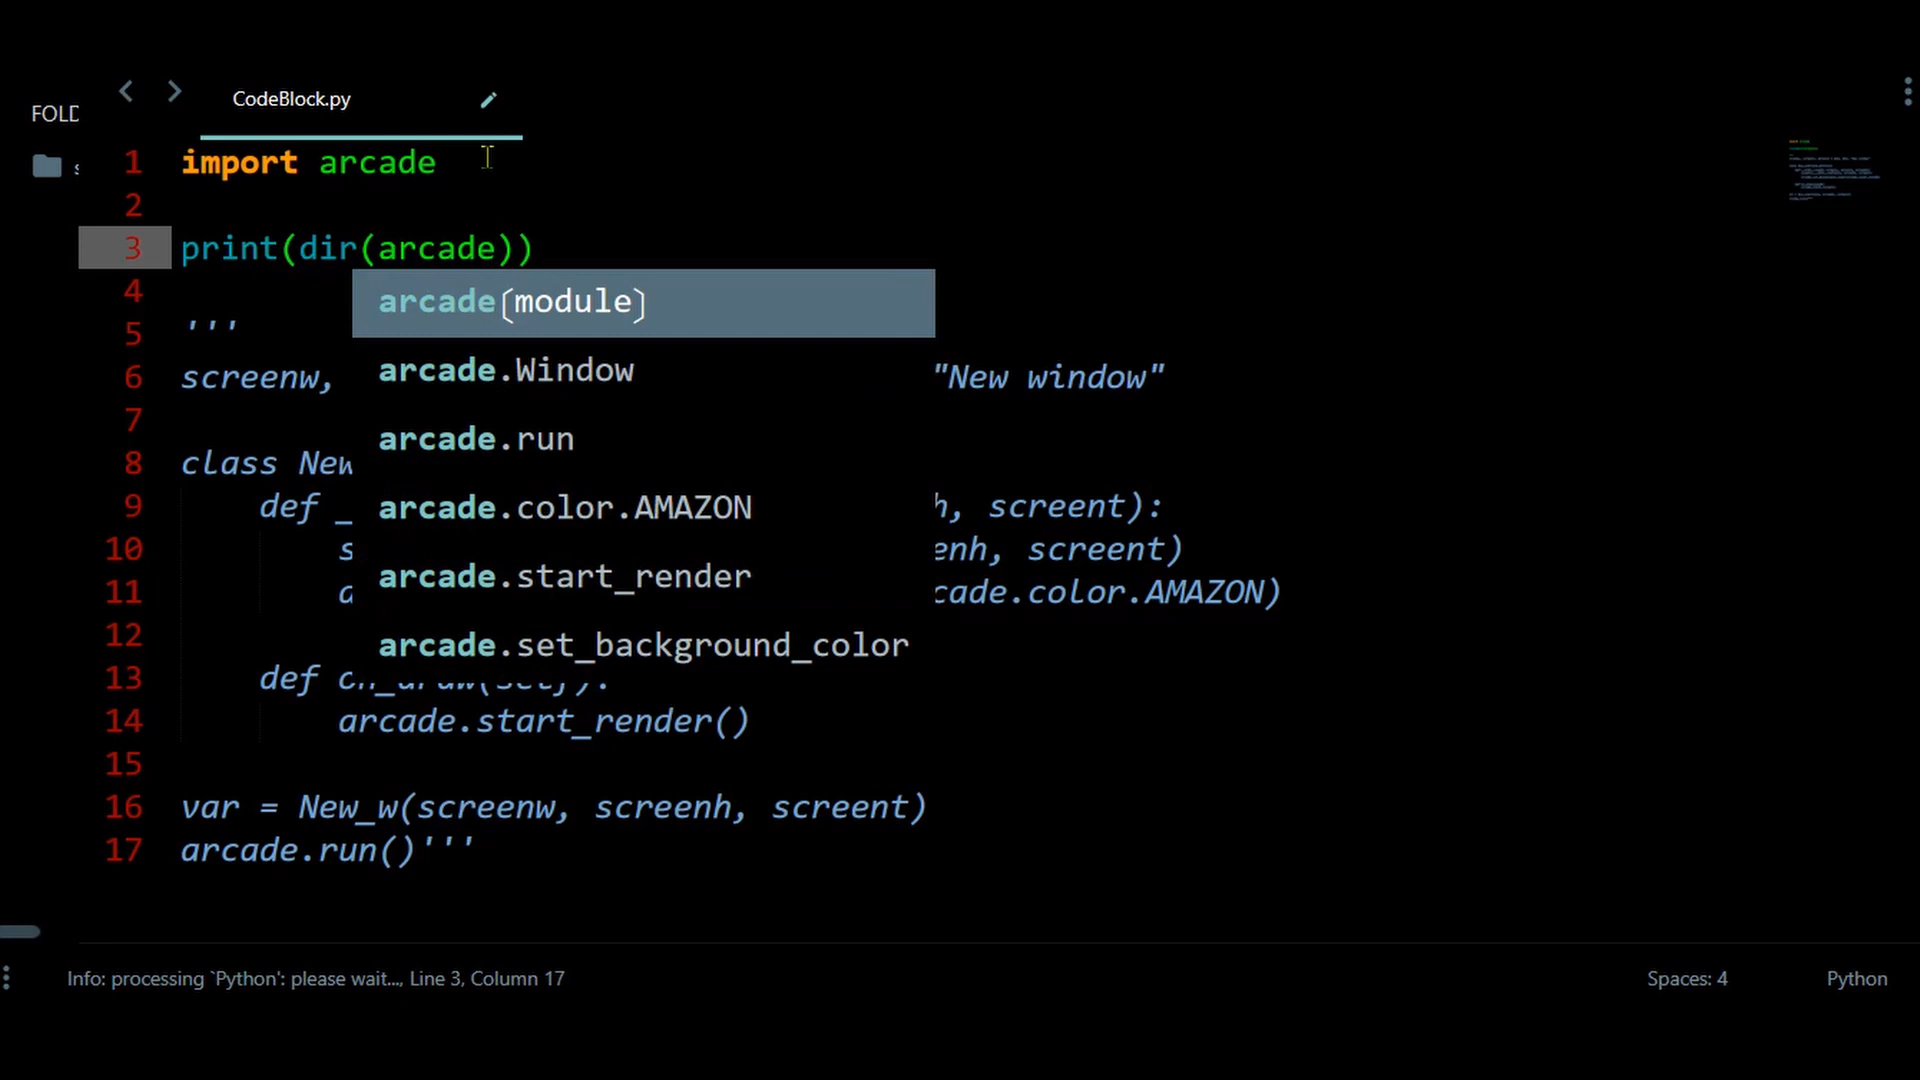 CodeBlock.py
FOLD
1 import arcade
2
3 print(dir(arcade))
4
5 '''
6 screenw, "New window"
7
8 class New
9 def _ h, screent):
10 s enh, screent)
11 a cade.color.AMAZON)
12
13 def on_draw(self):
14 arcade.start_render()
15
16 var = New_w(screenw, screenh, screent)
17 arcade.run()'''
arcade(module)
arcade.Window
arcade.run
arcade.color.AMAZON
arcade.start_render
arcade.set_background_color
Info: processing `Python': please wait..., Line 3, Column 17
Spaces: 4
Python